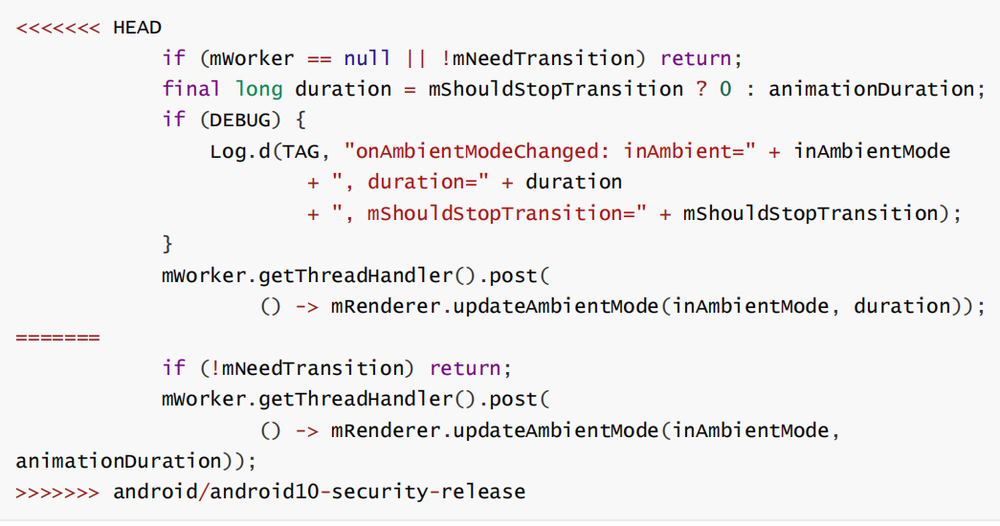 <<<<<<< HEAD
            if (mWorker == null || !mNeedTransition) return;
            final long duration = mShouldStopTransition ? 0 : animationDuration;
            if (DEBUG) {
                Log.d(TAG, "onAmbientModeChanged: inAmbient=" + inAmbientMode
                        + ", duration=" + duration
                        + ", mShouldStopTransition=" + mShouldStopTransition);
            }
            mWorker.getThreadHandler().post(
                    () -> mRenderer.updateAmbientMode(inAmbientMode, duration));
=======
            if (!mNeedTransition) return;
            mWorker.getThreadHandler().post(
                    () -> mRenderer.updateAmbientMode(inAmbientMode,
animationDuration));
>>>>>>> android/android10-security-release